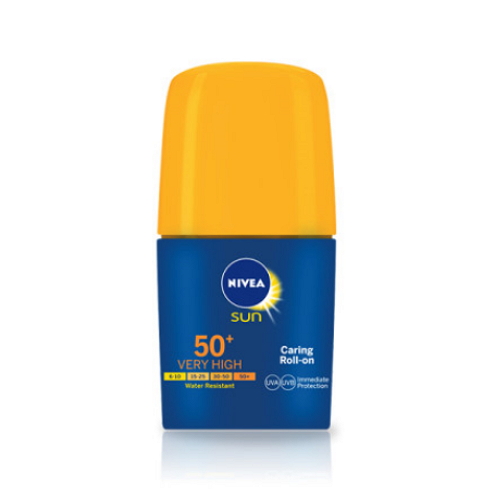 NIVEA
sun
50+
VERY HIGH
6-10 15-25 30-50 50+
Water Resistant
Caring
Roll-on
UVA UVB Immediate
Protection